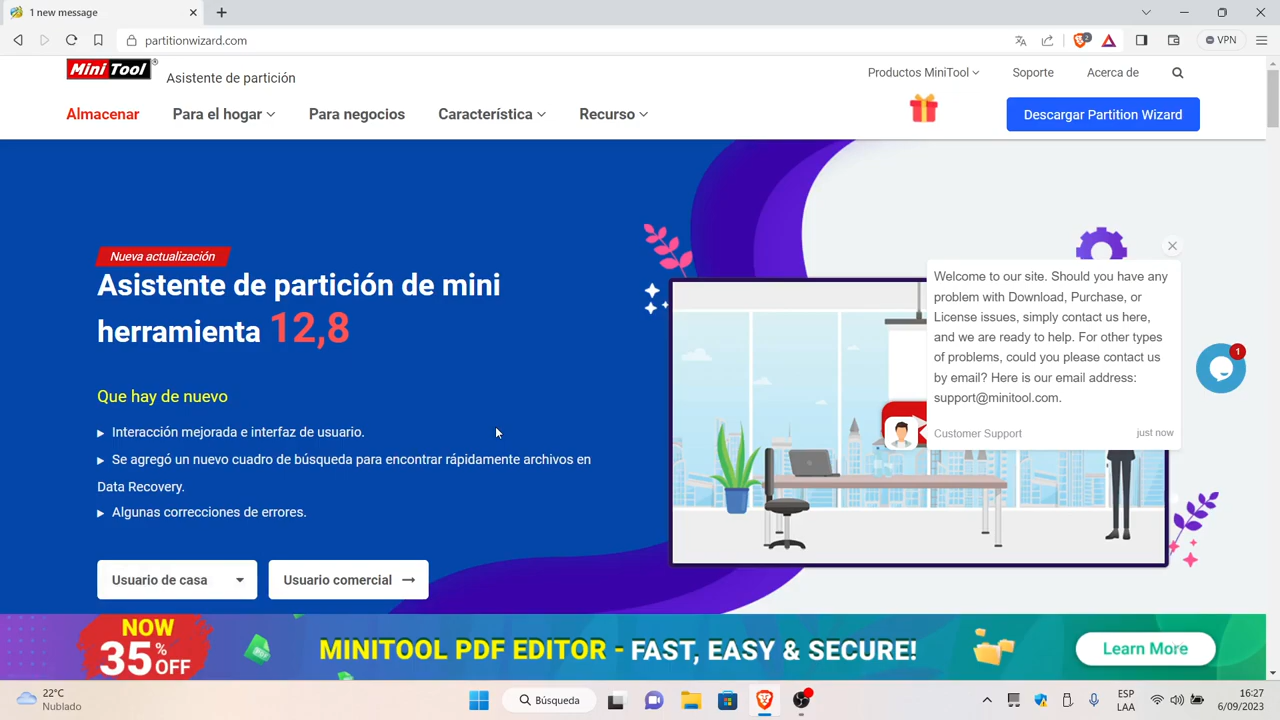 1 new message
partitionwizard.com
2
VPN
Mini Tool®
Asistente de partición
Productos MiniTool
Soporte
Acerca de
Almacenar
Para el hogar
Para negocios
Característica
Recurso
Descargar Partition Wizard
Nueva actualización
Asistente de partición de mini
herramienta 12,8
Que hay de nuevo
Interacción mejorada e interfaz de usuario.
Se agregó un nuevo cuadro de búsqueda para encontrar rápidamente archivos en
Data Recovery.
Algunas correcciones de errores.
Usuario de casa
Usuario comercial
Welcome to our site. Should you have any
problem with Download, Purchase, or
License issues, simply contact us here,
and we are ready to help. For other types
of problems, could you please contact us
by email? Here is our email address:
support@minitool.com.
Customer Support
just now
1
NOW
35% OFF
MINITOOL PDF EDITOR - FAST, EASY & SECURE!
Learn More
22°C
Nublado
Búsqueda
ESP
LAA
16:27
6/09/2023